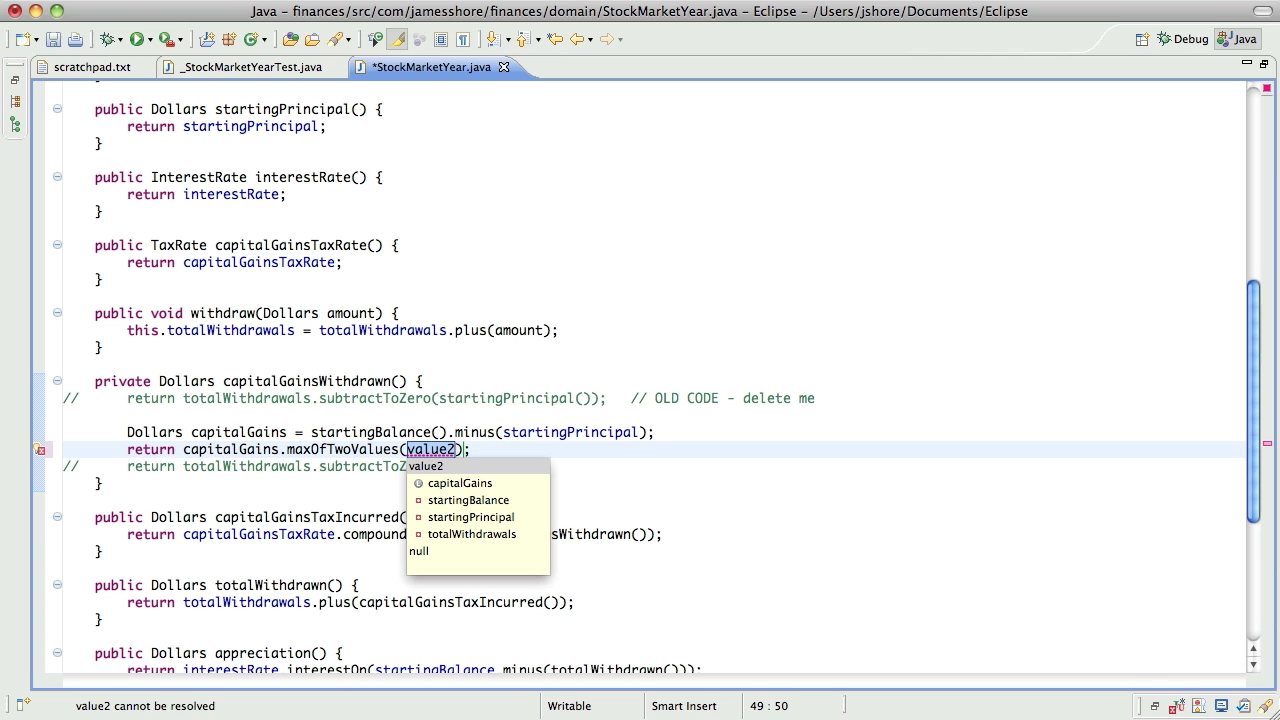 Java - finances/src/com/jamesshore/finances/domain/StockMarketYear.java - Eclipse - /Users/jshore/Documents/Eclipse
Debug
Java
scratchpad.txt
_StockMarketYearTest.java
*StockMarketYear.java
public Dollars startingPrincipal() {
return startingPrincipal;
}
public InterestRate interestRate() {
return interestRate;
}
public TaxRate capitalGainsTaxRate() {
return capitalGainsTaxRate;
}
public void withdraw(Dollars amount) {
this.totalWithdrawals = totalWithdrawals.plus(amount);
}
private Dollars capitalGainsWithdrawn() {
// return totalWithdrawals.subtractToZero(startingPrincipal()); // OLD CODE - delete me
Dollars capitalGains = startingBalance().minus(startingPrincipal);
return capitalGains.maxOfTwoValues(value2);
// return totalWithdrawals.subtractToZ
}
value2
capitalGains
startingBalance
startingPrincipal
totalWithdrawals
null
public Dollars capitalGainsTaxIncurred(
return capitalGainsTaxRate.compound sWithdrawn());
}
public Dollars totalWithdrawn() {
return totalWithdrawals.plus(capitalGainsTaxIncurred());
}
public Dollars appreciation() {
return interestRate.interestOn(startingBalance.minus(totalWithdrawn()));
value2 cannot be resolved
Writable
Smart Insert
49 : 50